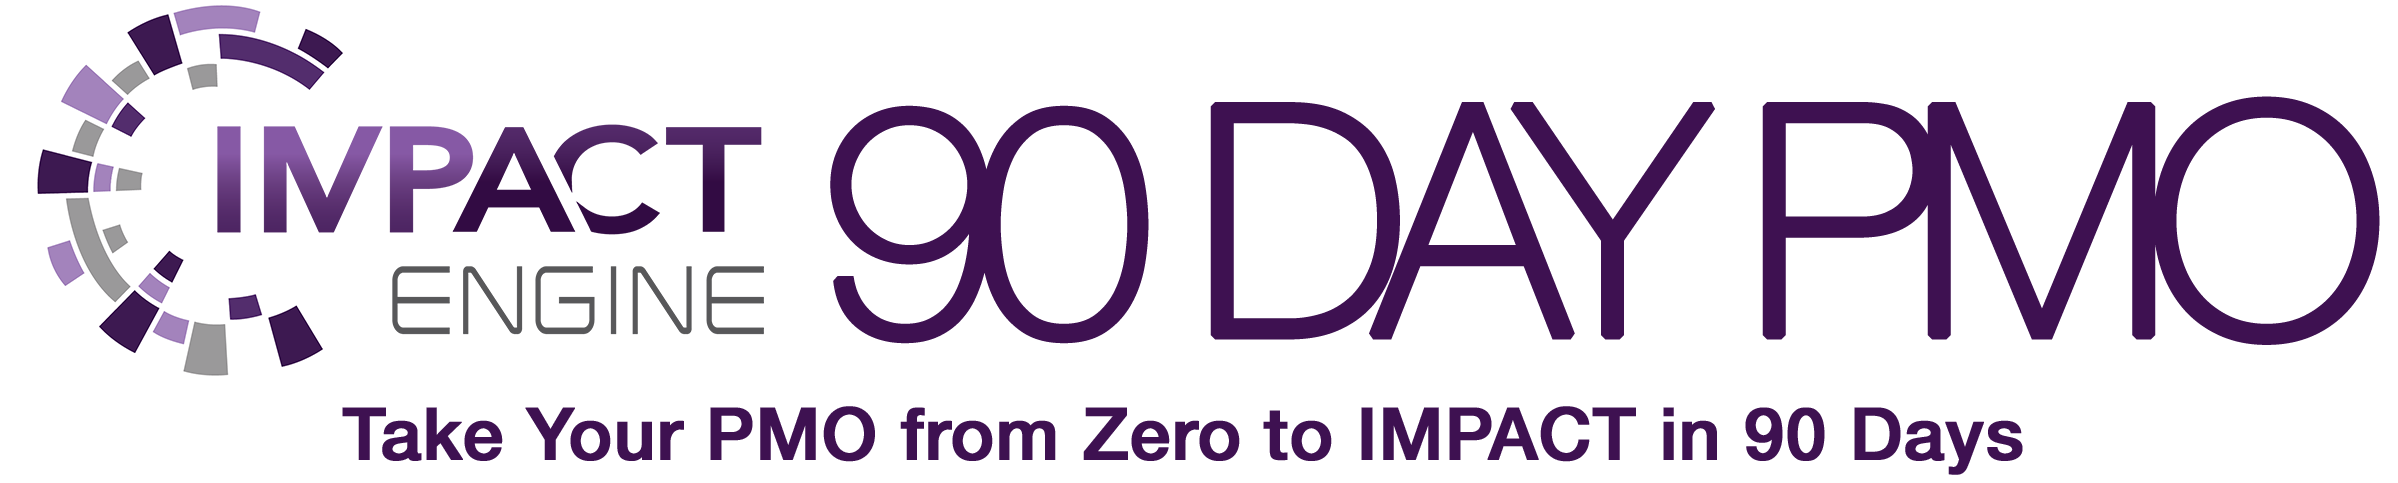 IMPACT
ENGINE
90 DAY PMO
Take Your PMO from Zero to IMPACT in 90 Days